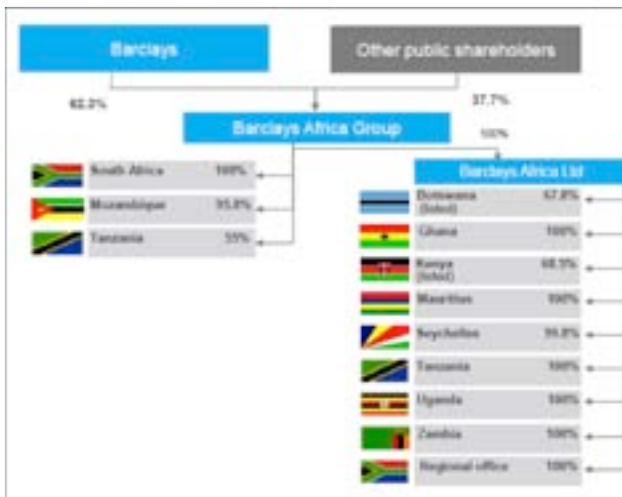 Barclays
Other public shareholders
62.3%
37.7%
Barclays Africa Group
100%
South Africa 100%
Mozambique 95.8%
Tanzania 55%
Barclays Africa Ltd
Botswana 67.8%
(listed)
Ghana 100%
Kenya 68.5%
(listed)
Mauritius 100%
Seychelles 99.8%
Tanzania 100%
Uganda 100%
Zambia 100%
Regional office 100%